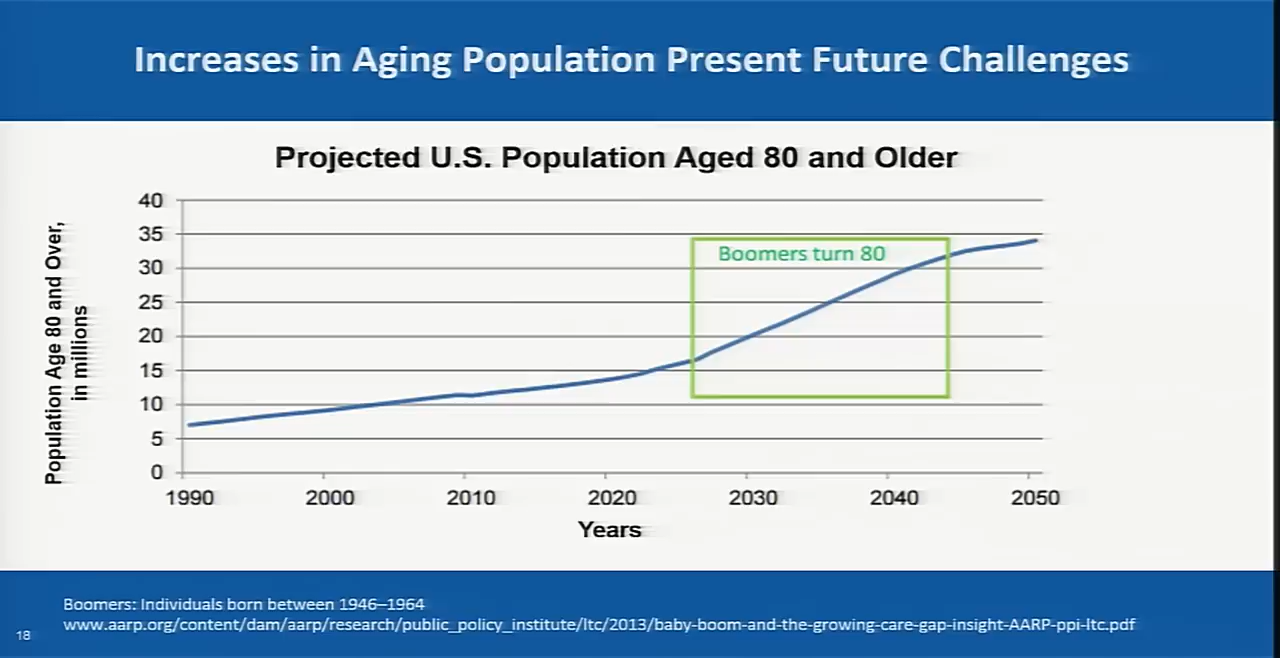 Increases in Aging Population Present Future Challenges
Projected U.S. Population Aged 80 and Older
Population Age 80 and Over,
in millions
40
35
30
25
20
15
10
5
0
Boomers turn 80
1990 2000 2010 2020 2030 2040 2050
Years
Boomers: Individuals born between 1946–1964
www.aarp.org/content/dam/aarp/research/public_policy_institute/ltc/2013/baby-boom-and-the-growing-care-gap-insight-AARP-ppi-ltc.pdf
18